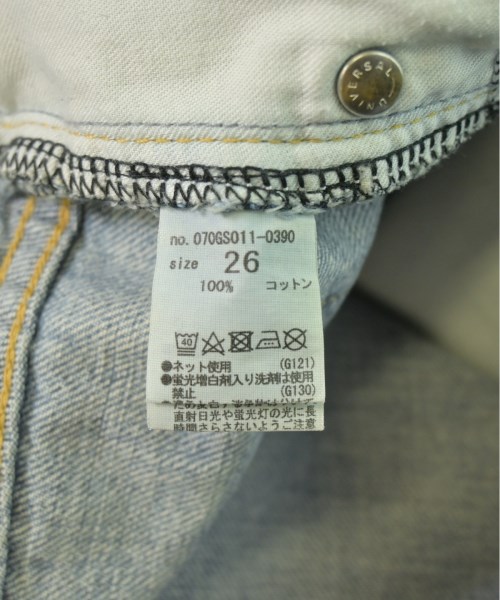 UNIVERSAL
no. 070GS011-0390
size 26
100% コットン
40
●ネット使用 (G121)
●蛍光増白剤入り洗剤は使用
禁止 (G130)
直射日光や蛍光灯の光に長
時間さらさないようご注意